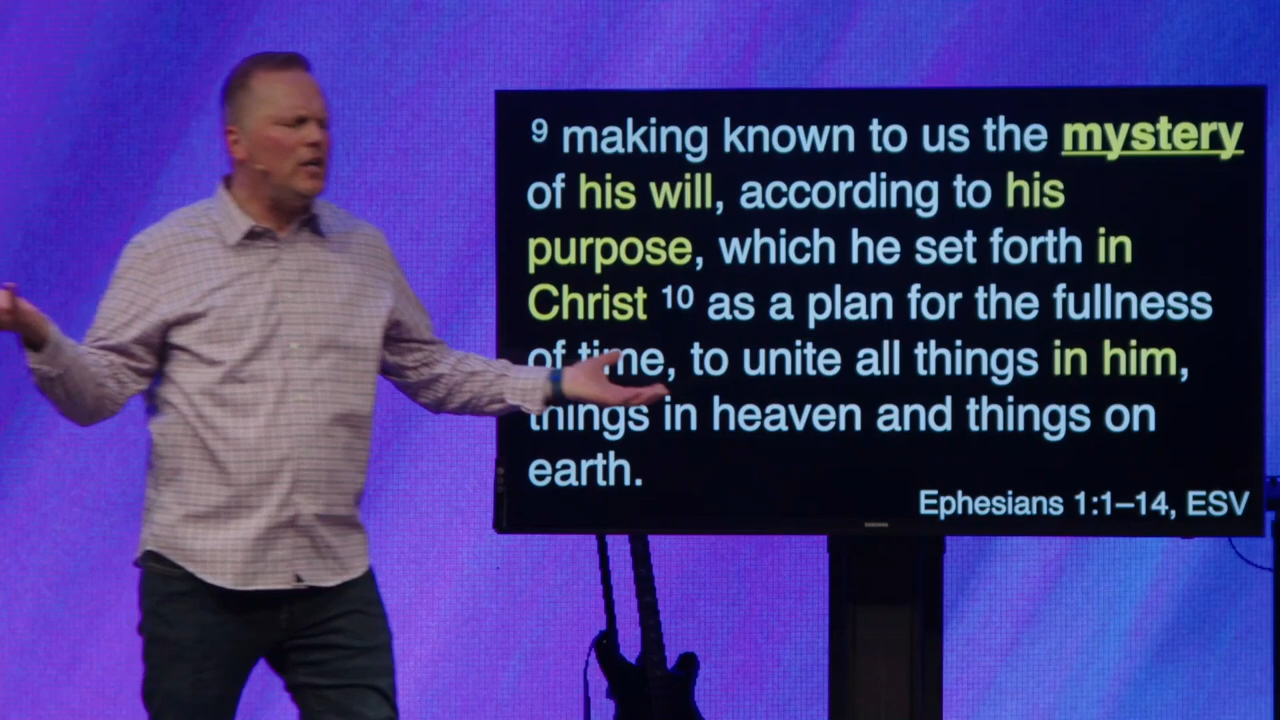 ⁹ making known to us the mystery
of his will, according to his
purpose, which he set forth in
Christ ¹⁰ as a plan for the fullness
of time, to unite all things in him,
things in heaven and things on
earth.
Ephesians 1:1–14, ESV